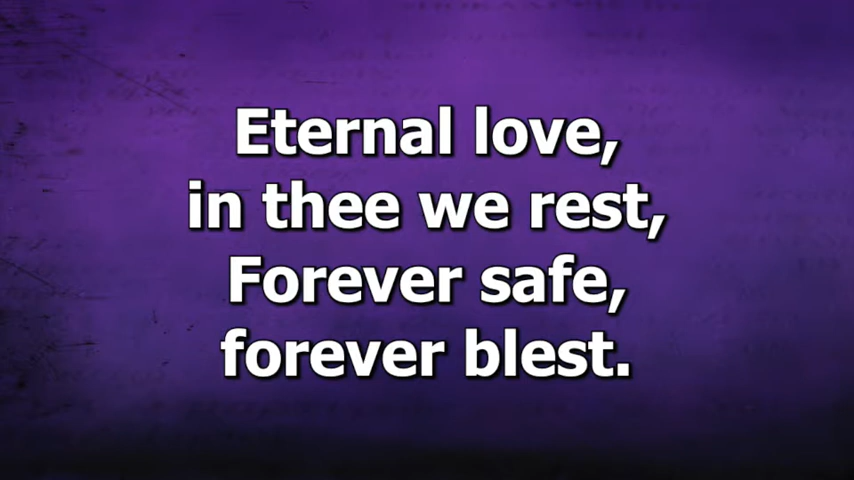 Eternal love,
in thee we rest,
Forever safe,
forever blest.